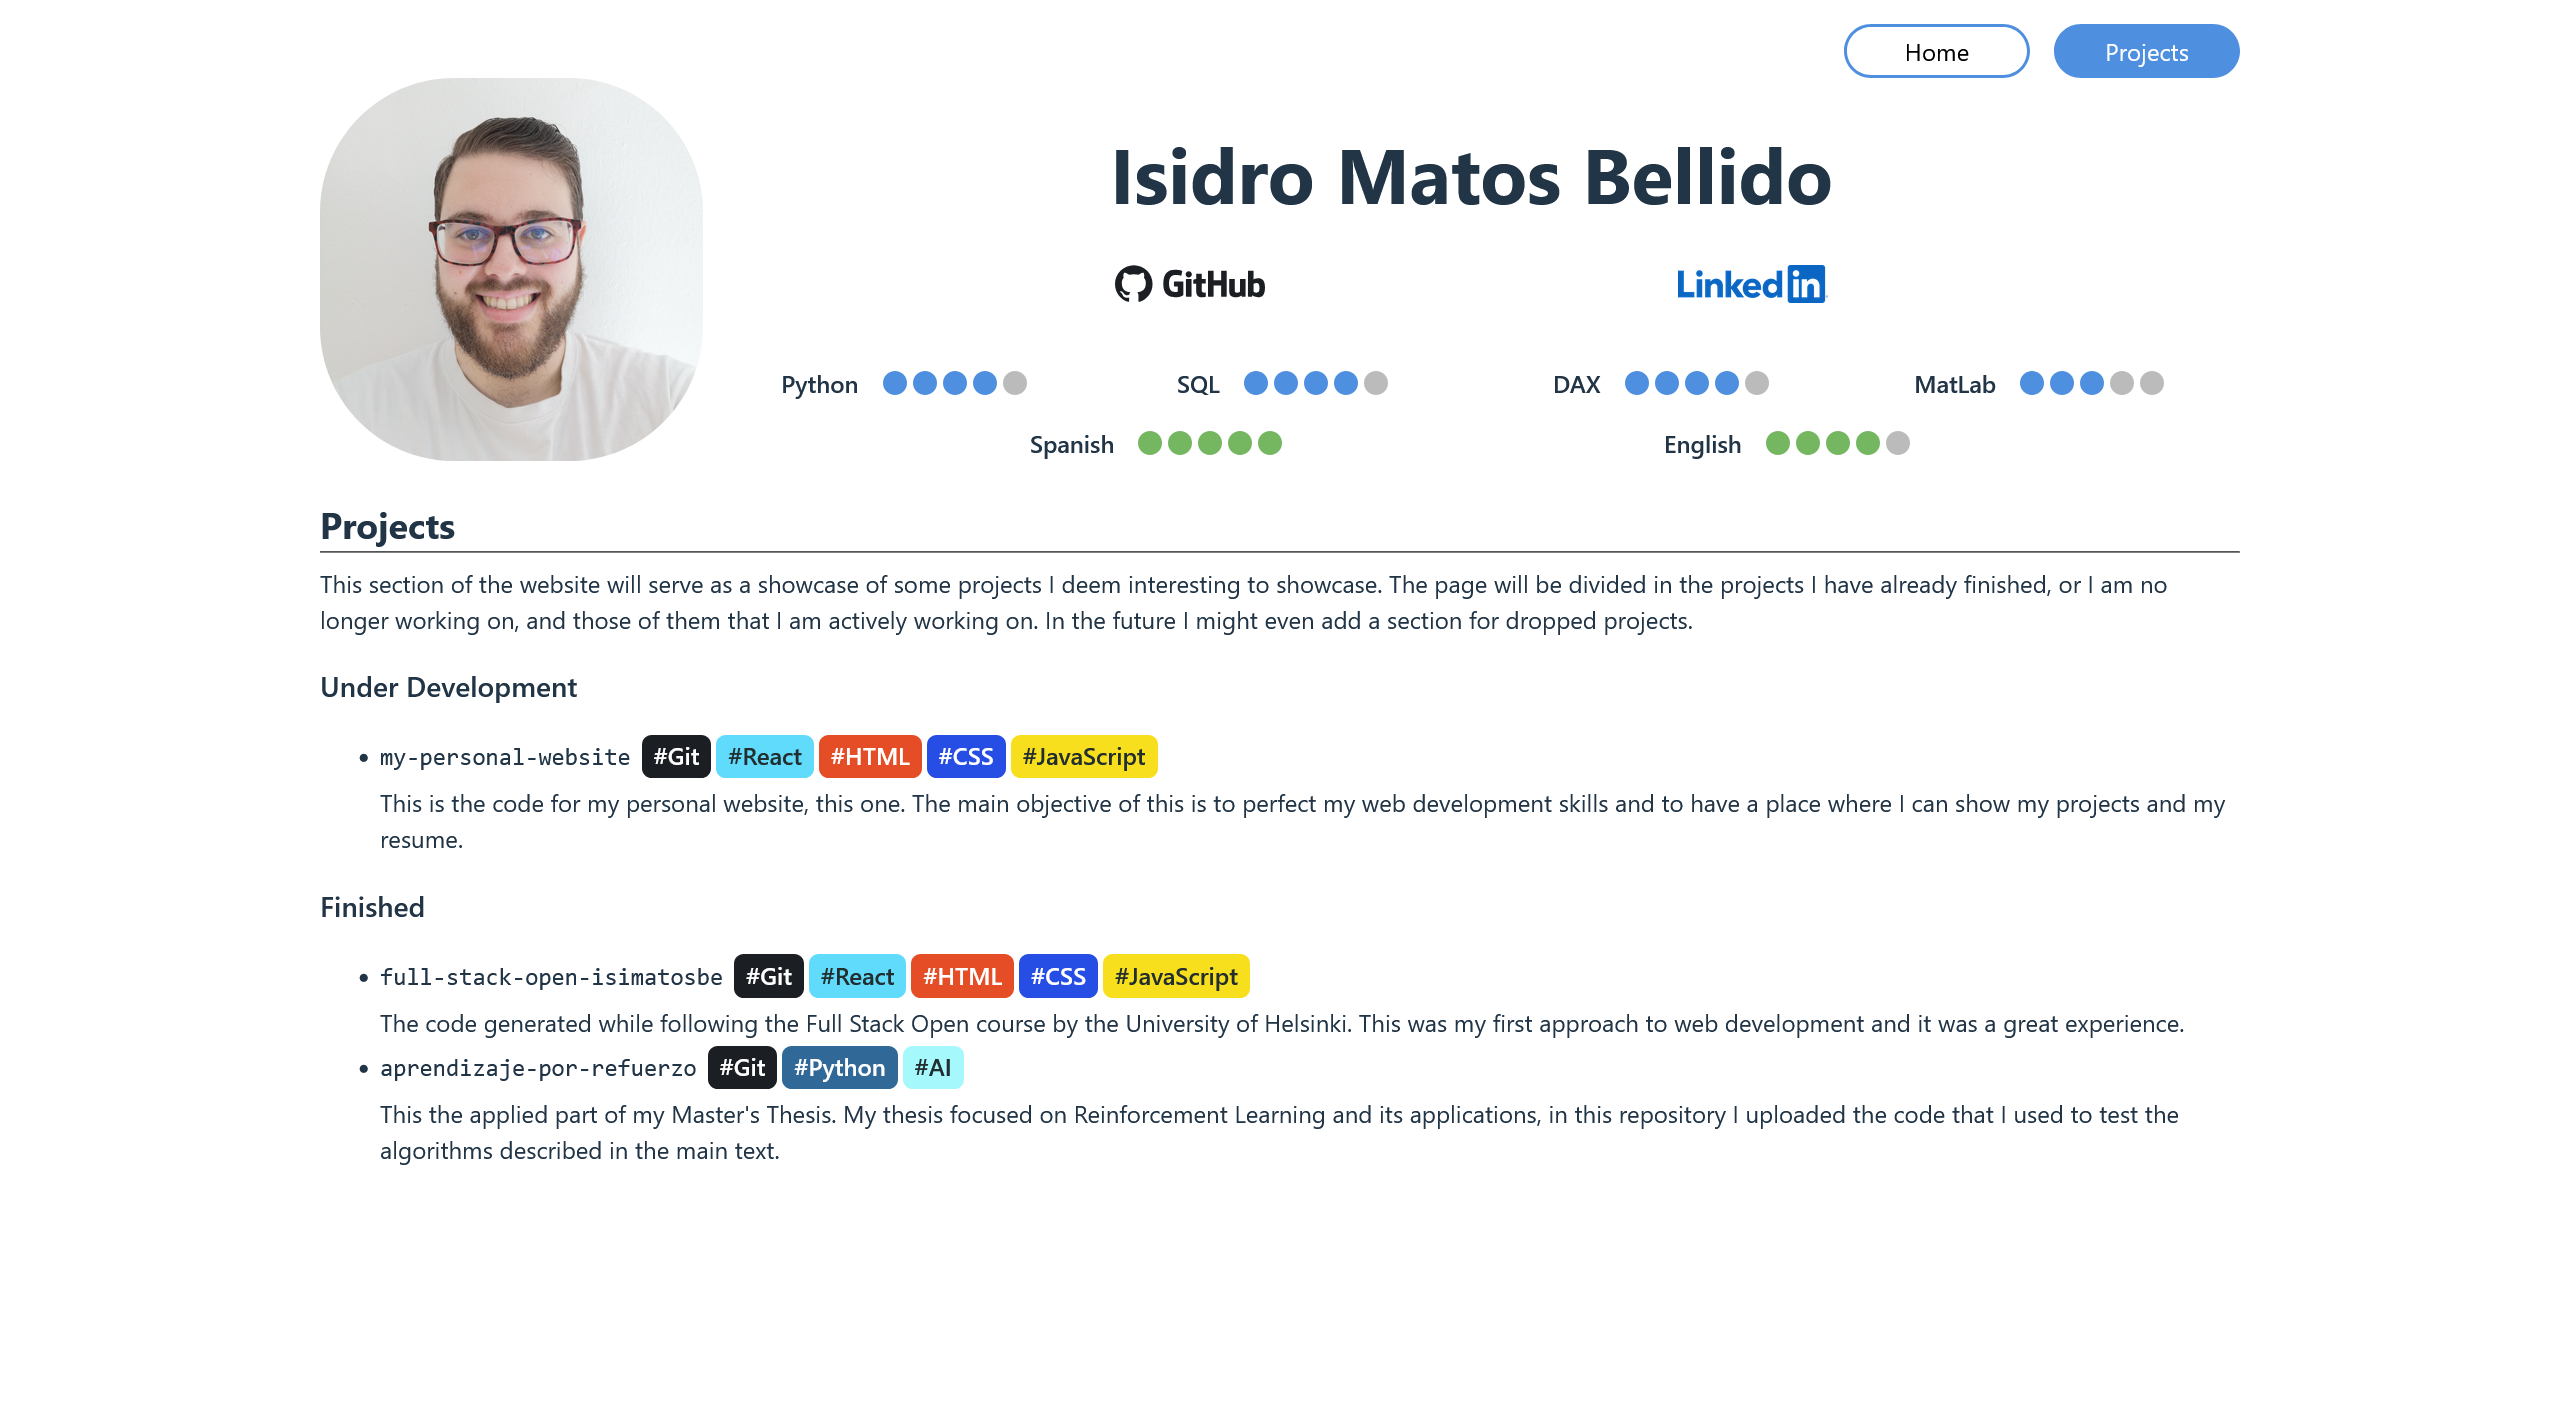 Home
Projects
Isidro Matos Bellido
GitHub
Linkedin
Python
SQL
DAX
MatLab
Spanish
English
Projects
This section of the website will serve as a showcase of some projects I deem interesting to showcase. The page will be divided in the projects I have already finished, or I am no
longer working on, and those of them that I am actively working on. In the future I might even add a section for dropped projects.
Under Development
• my-personal-website #Git #React #HTML #CSS #JavaScript
This is the code for my personal website, this one. The main objective of this is to perfect my web development skills and to have a place where I can show my projects and my
resume.
Finished
• full-stack-open-isimatosbe #Git #React #HTML #CSS #JavaScript
The code generated while following the Full Stack Open course by the University of Helsinki. This was my first approach to web development and it was a great experience.
• aprendizaje-por-refuerzo #Git #Python #AI
This the applied part of my Master's Thesis. My thesis focused on Reinforcement Learning and its applications, in this repository I uploaded the code that I used to test the
algorithms described in the main text.